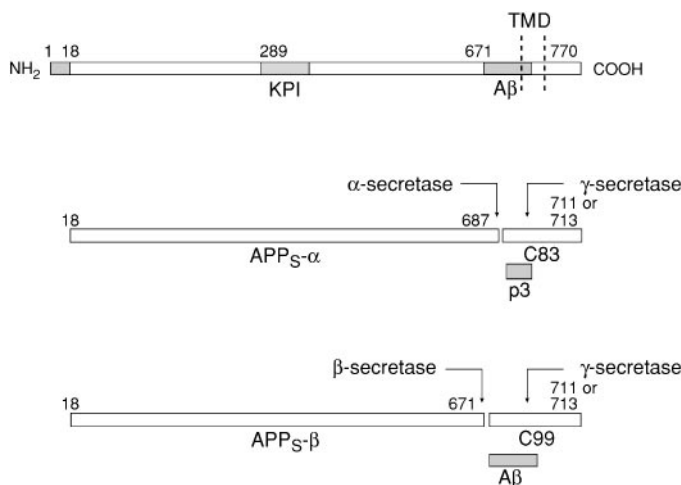 TMD
1 18 289 671 770
NH₂ COOH
KPI Aβ
α-secretase γ-secretase
711 or
18 687 713
APPS-α C83
p3
β-secretase γ-secretase
711 or
18 671 713
APPS-β C99
Aβ